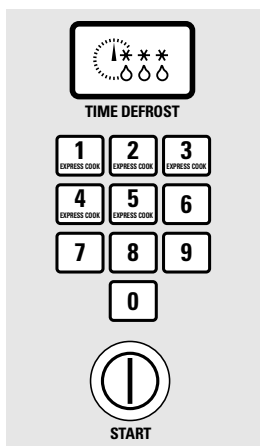 TIME DEFROST
1 2 3
EXPRESS COOK EXPRESS COOK EXPRESS COOK
4 5 6
EXPRESS COOK EXPRESS COOK
7 8 9
0
START